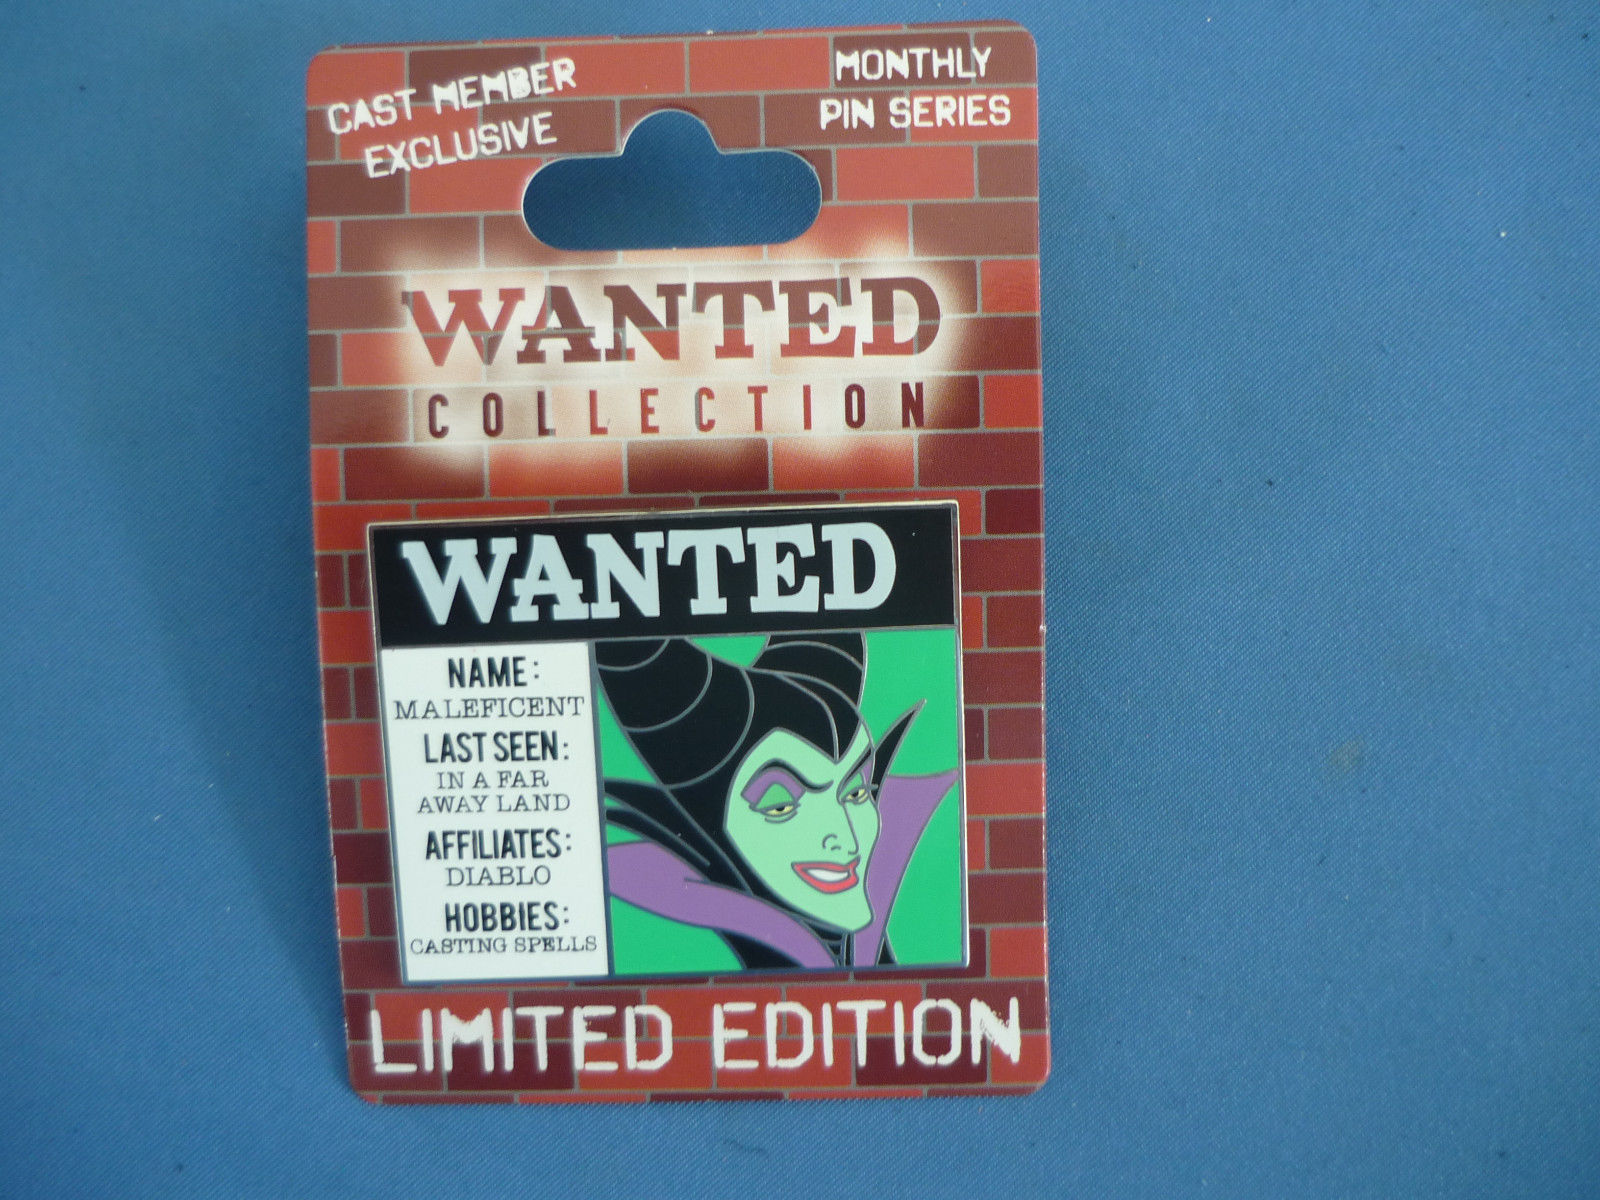 CAST MEMBER
EXCLUSIVE
MONTHLY
PIN SERIES
WANTED
COLLECTION
WANTED
NAME:
MALEFICENT
LAST SEEN:
IN A FAR
AWAY LAND
AFFILIATES:
DIABLO
HOBBIES:
CASTING SPELLS
LIMITED EDITION